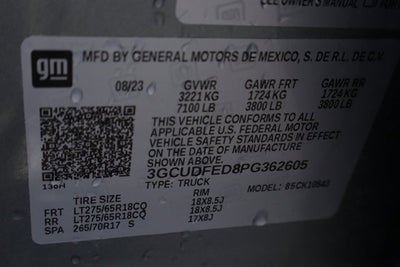 SEE OWNER'S MANUAL
gm
MFD BY GENERAL MOTORS DE MEXICO, S. DE R.L. DE C.V.
08/23 GVWR GAWR FRT GAWR RR
3221 KG 1724 KG 1724 KG
7100 LB 3800 LB 3800 LB
THIS VEHICLE CONFORMS TO ALL
APPLICABLE U.S. FEDERAL MOTOR
VEHICLE SAFETY STANDARDS IN EFFECT ON
THE DATE OF MANUFACTURE SHOWN ABOVE.
3GCUDFED8PG362605
TYPE: TRUCK MODEL: 85CK10543
TIRE SIZE RIM
FRT LT275/65R18CQ 18X8.5J
RR LT275/65R18CQ 18X8.5J
SPA 265/70R17 S 17X8J